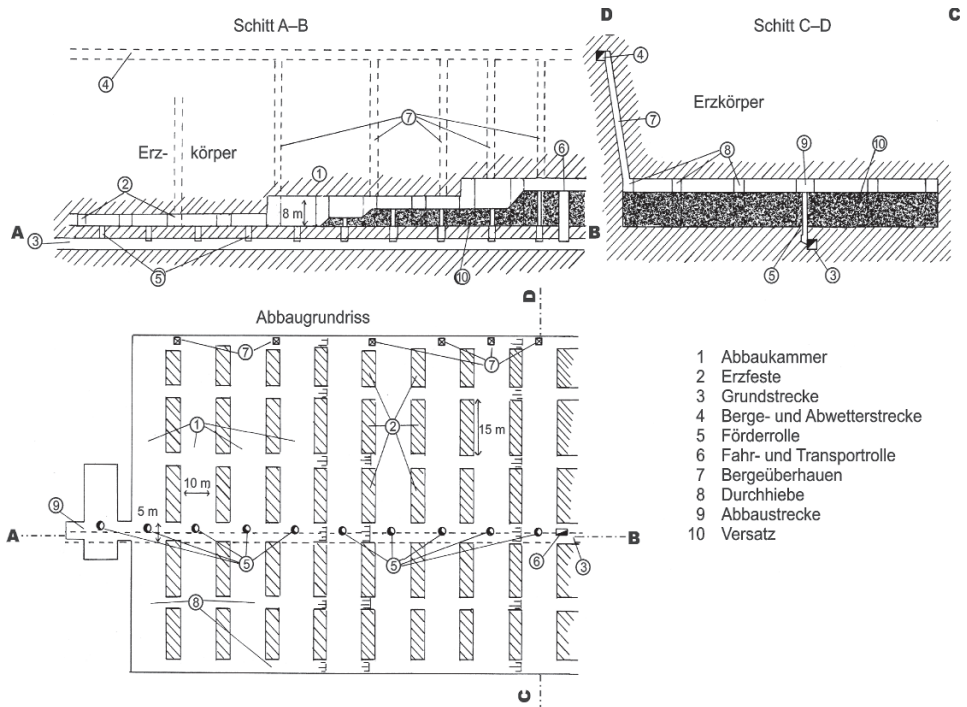 Schitt A–B
4
7
6
1
Erz- körper
2
8 m
A
B
3
5
10
D
Schitt C–D
C
4
Erzkörper
7
8
9
10
5
3
D
Abbaugrundriss
7
7
1
2
15 m
10 m
9
5 m
A
B
5
5
6
3
8
C
1 Abbaukammer
2 Erzfeste
3 Grundstrecke
4 Berge- und Abwetterstrecke
5 Förderrolle
6 Fahr- und Transportrolle
7 Bergeüberhauen
8 Durchhiebe
9 Abbaustrecke
10 Versatz